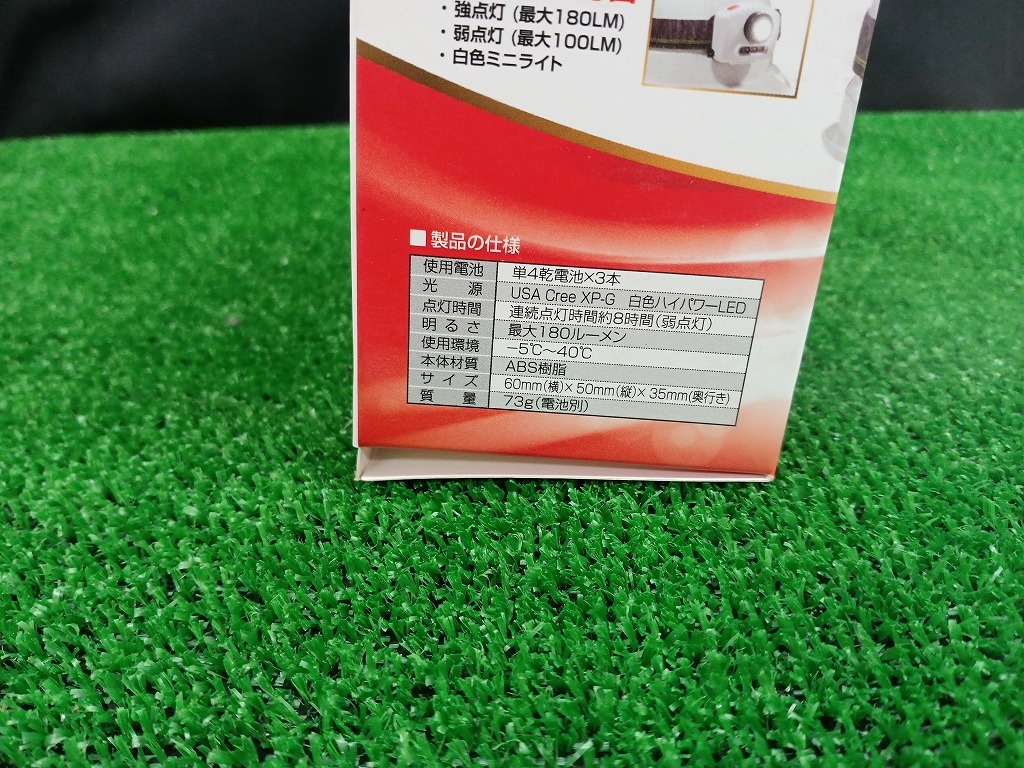 ・強点灯 (最大180LM)
・弱点灯 (最大100LM)
・白色ミニライト
■製品の仕様
使用電池 単4乾電池×3本
光源 USA Cree XP-G 白色ハイパワーLED
点灯時間 連続点灯時間約8時間(弱点灯)
明るさ 最大180ルーメン
使用環境 −5℃〜40℃
本体材質 ABS樹脂
サイズ 60mm(横)×50mm(縦)×35mm(奥行き)
質量 73g(電池別)